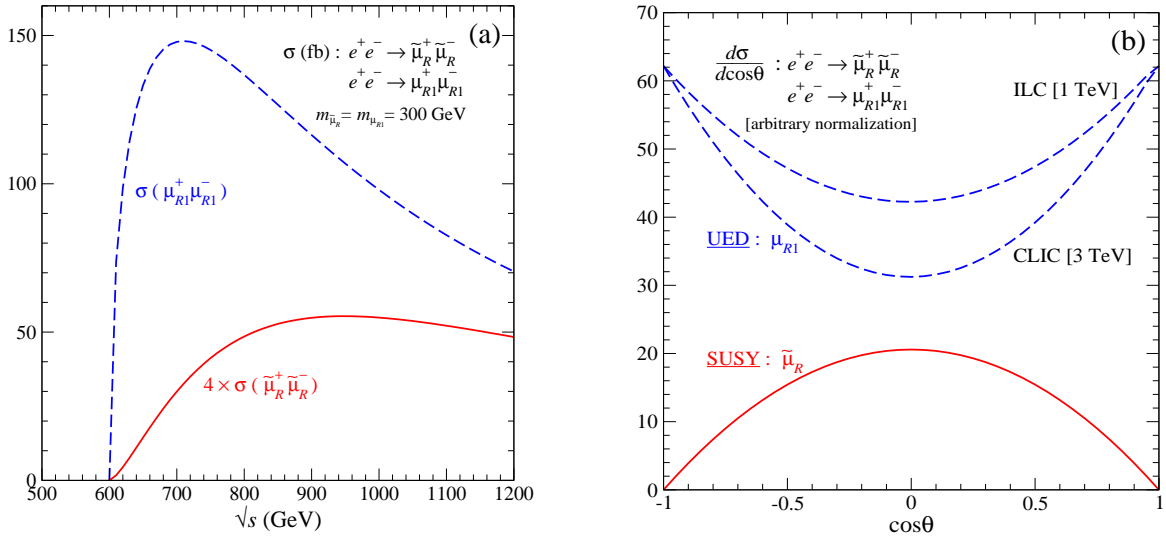 (a)
σ (fb) : e⁺e⁻ → μ̃⁺_R μ̃⁻_R
e⁺e⁻ → μ⁺_R1 μ⁻_R1
m_μ̃_R = m_μ_R1 = 300 GeV
σ ( μ⁺_R1 μ⁻_R1 )
4 × σ ( μ̃⁺_R μ̃⁻_R )
150
100
50
0
500 600 700 800 900 1000 1100 1200
√s (GeV)
(b)
dσ/dcosθ : e⁺e⁻ → μ̃⁺_R μ̃⁻_R
e⁺e⁻ → μ⁺_R1 μ⁻_R1
[arbitrary normalization]
ILC [1 TeV]
UED : μ_R1
CLIC [3 TeV]
SUSY : μ̃_R
70
60
50
40
30
20
10
0
-1 -0.5 0 0.5 1
cosθ